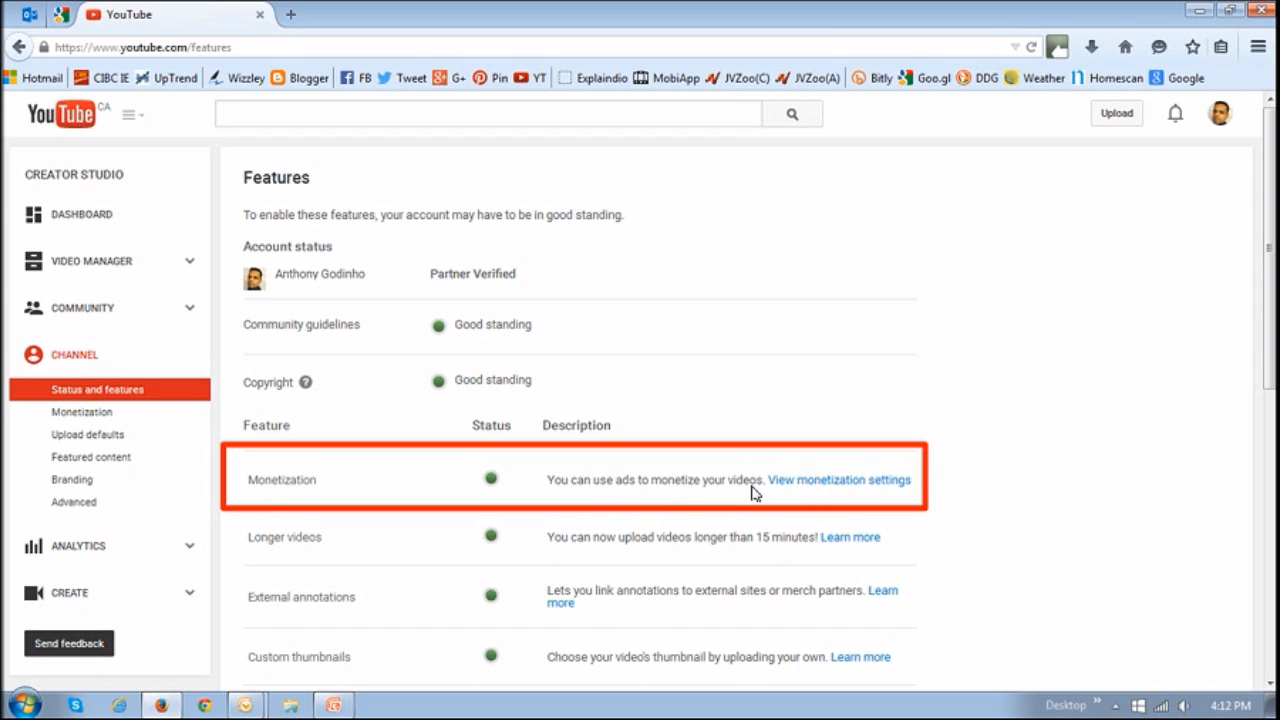 YouTube
https://www.youtube.com/features
Hotmail CIBC IE UpTrend Wizzley Blogger FB Tweet G+ Pin YT Explaindio MobiApp JVZoo(C) JVZoo(A) Bitly Goo.gl DDG Weather Homescan Google
YouTube CA
Upload
CREATOR STUDIO
DASHBOARD
VIDEO MANAGER
COMMUNITY
CHANNEL
Status and features
Monetization
Upload defaults
Featured content
Branding
Advanced
ANALYTICS
CREATE
Send feedback
Features
To enable these features, your account may have to be in good standing.
Account status
Anthony Godinho Partner Verified
Community guidelines Good standing
Copyright ? Good standing
Feature Status Description
Monetization You can use ads to monetize your videos. View monetization settings
Longer videos You can now upload videos longer than 15 minutes! Learn more
External annotations Lets you link annotations to external sites or merch partners. Learn
more
Custom thumbnails Choose your video's thumbnail by uploading your own. Learn more
Desktop 4:12 PM